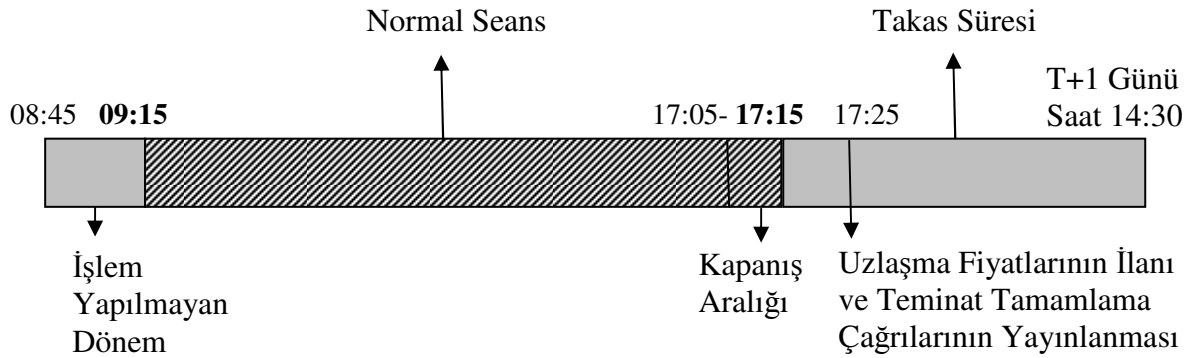 Normal Seans
Takas Süresi
T+1 Günü
08:45 09:15 17:05- 17:15 17:25 Saat 14:30
İşlem
Yapılmayan
Dönem
Kapanış
Aralığı
Uzlaşma Fiyatlarının İlanı
ve Teminat Tamamlama
Çağrılarının Yayınlanması